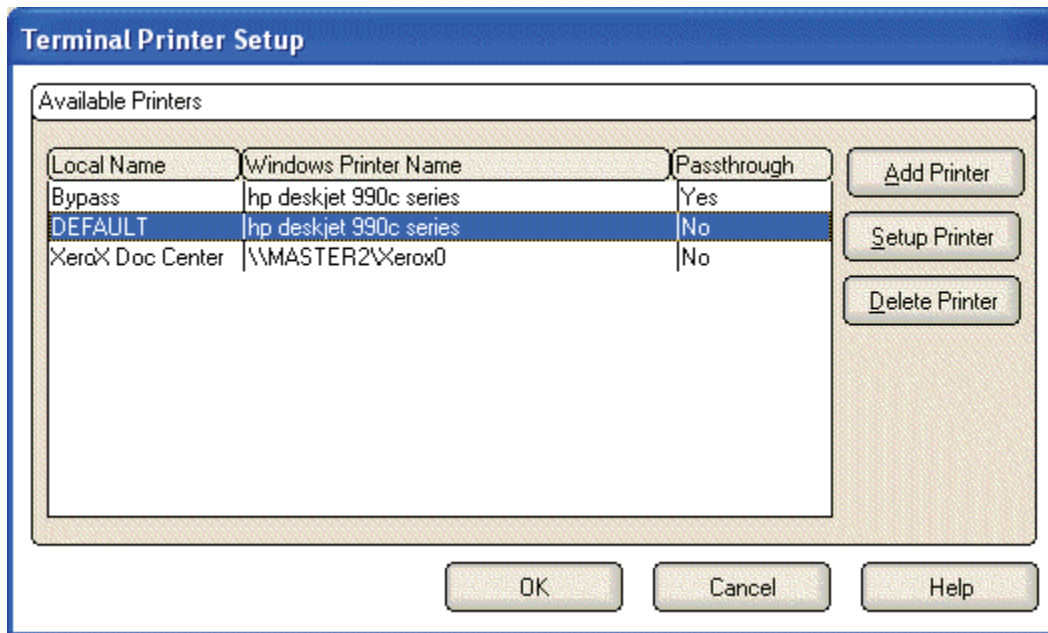 Terminal Printer Setup
Available Printers
Local Name Windows Printer Name Passthrough
Bypass hp deskjet 990c series Yes
DEFAULT hp deskjet 990c series No
XeroX Doc Center \\MASTER2\Xerox0 No
Add Printer
Setup Printer
Delete Printer
OK Cancel Help